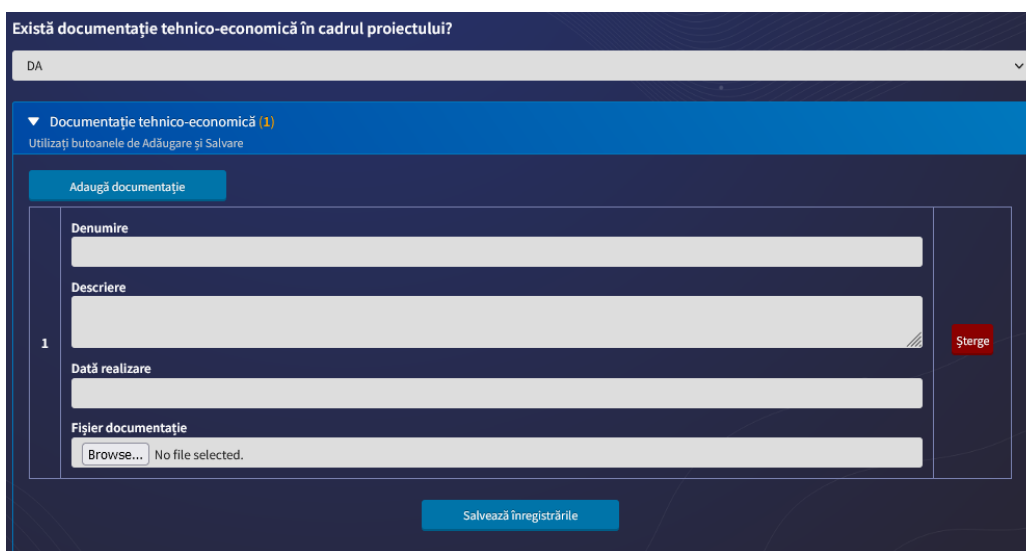 Există documentație tehnico-economică în cadrul proiectului?
DA
Documentație tehnico-economică (1)
Utilizați butoanele de Adăugare și Salvare
Adaugă documentație
Denumire
Descriere
1
Șterge
Dată realizare
Fișier documentație
Browse... No file selected.
Salvează înregistrările